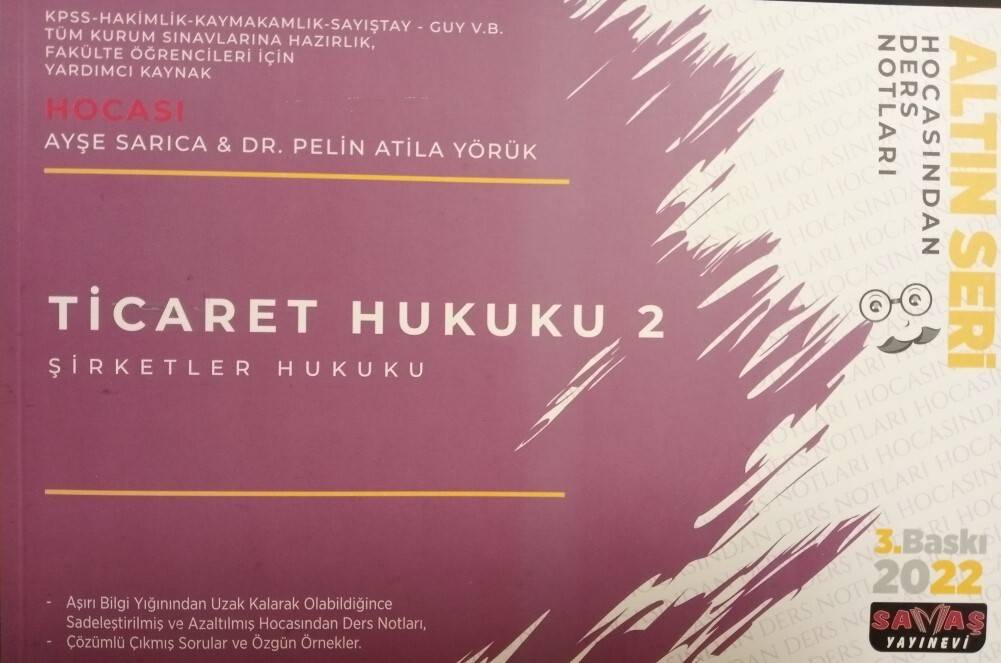 KPSS-HAKİMLİK-KAYMAKAMLIK-SAYIŞTAY - GUY V.B.
TÜM KURUM SINAVLARINA HAZIRLIK,
FAKÜLTE ÖĞRENCİLERİ İÇİN
YARDIMCI KAYNAK
HOCASI
AYŞE SARICA & DR. PELİN ATİLA YÖRÜK
TİCARET HUKUKU 2
ŞİRKETLER HUKUKU
- Aşırı Bilgi Yığınından Uzak Kalarak Olabildiğince
Sadeleştirilmiş ve Azaltılmış Hocasından Ders Notları,
- Çözümlü Çıkmış Sorular ve Özgün Örnekler.
ALTIN SERİ
HOCASINDAN
DERS
NOTLARI
3.Baskı
2022
SAVAŞ
YAYINEVİ